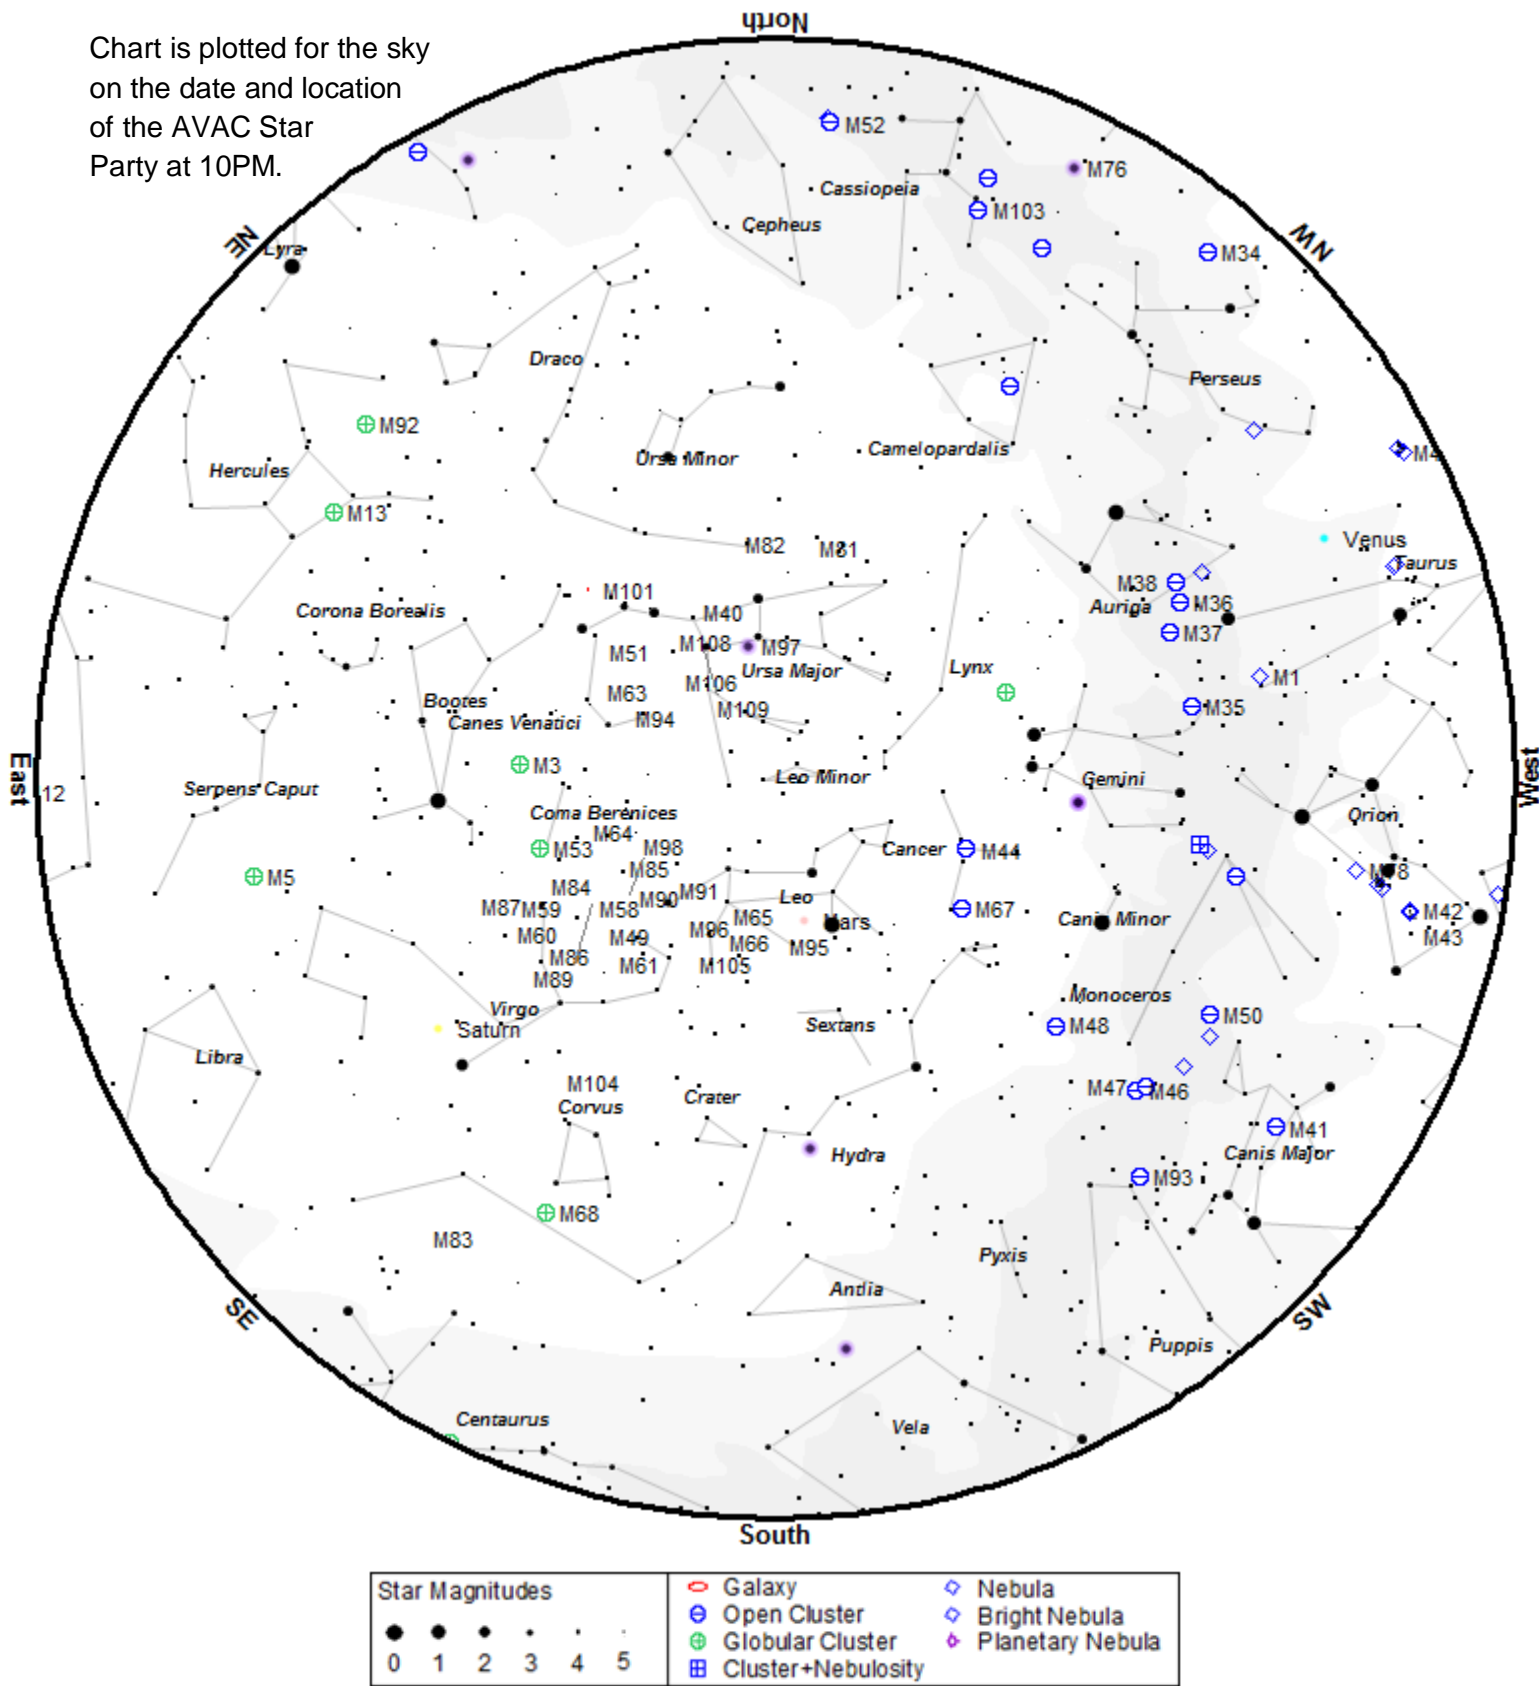 North
Chart is plotted for the sky
on the date and location
of the AVAC Star
Party at 10PM.
M52
M76
Cassiopeia
M103
Cepheus
NE
Lyra
NW
M34
Draco
Perseus
M92
Camelopardalis
Ursa Minor
M4
Hercules
M13
Venus
M82
M81
Taurus
M38
M101
Corona Borealis
M40
Auriga
M36
M37
M108
M97
M51
Ursa Major
Lynx
M1
M106
M63
Bootes
M109
M35
Canes Venatici
M94
M3
East
West
Leo Minor
Gemini
Serpens Caput
12
Coma Berenices
Orion
M64
M53
M98
Cancer
M44
M85
M78
M5
M84
M91
Leo
M90
M87
M59
M58
M65
M67
M42
Mars
Canis Minor
M96
M60
M49
M66
M95
M43
M86
M61
M105
M89
Monoceros
Virgo
M50
Saturn
Sextans
M48
Libra
M104
M47
M46
Crater
Corvus
M41
Hydra
Canis Major
M93
M68
M83
Pyxis
Antlia
SE
SW
Puppis
Centaurus
Vela
South
Star Magnitudes
0 1 2 3 4 5
Galaxy
Open Cluster
Globular Cluster
Cluster+Nebulosity
Nebula
Bright Nebula
Planetary Nebula